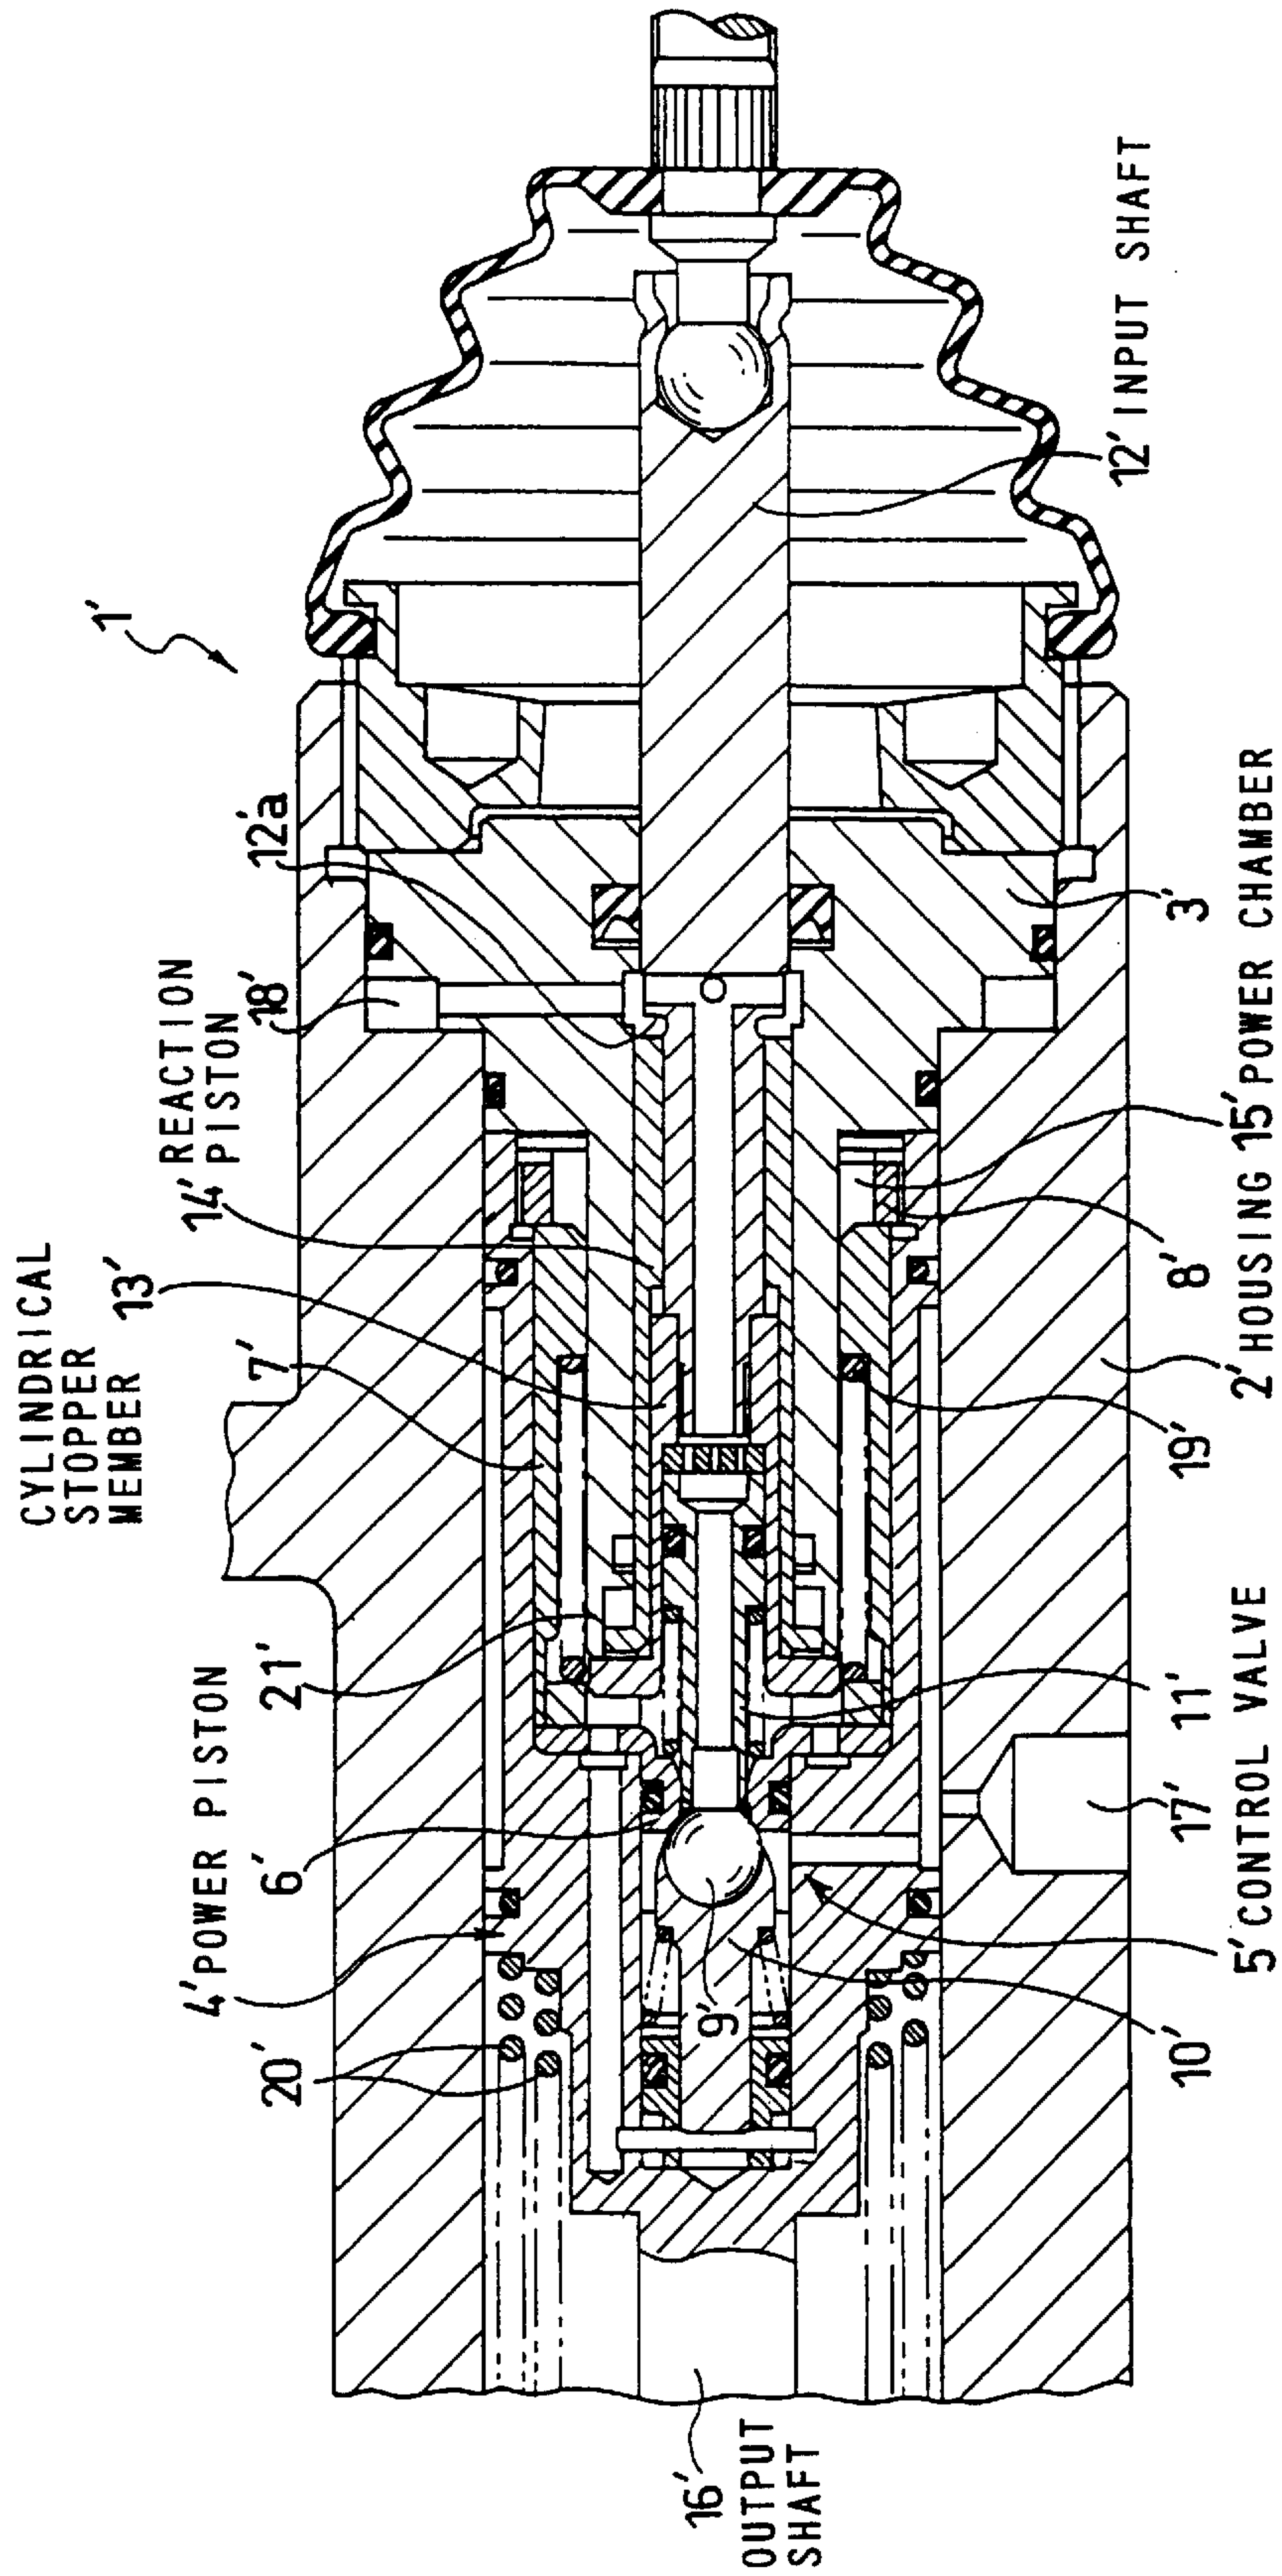 1'
CYLINDRICAL
STOPPER
MEMBER 13'
14' REACTION
PISTON
18'
12'a
7'
21'
4' POWER PISTON
6'
20'
9'
16'
OUTPUT
SHAFT
10'
5' CONTROL VALVE
17'
11'
19'
8'
2' HOUSING
15' POWER CHAMBER
3'
12' INPUT SHAFT